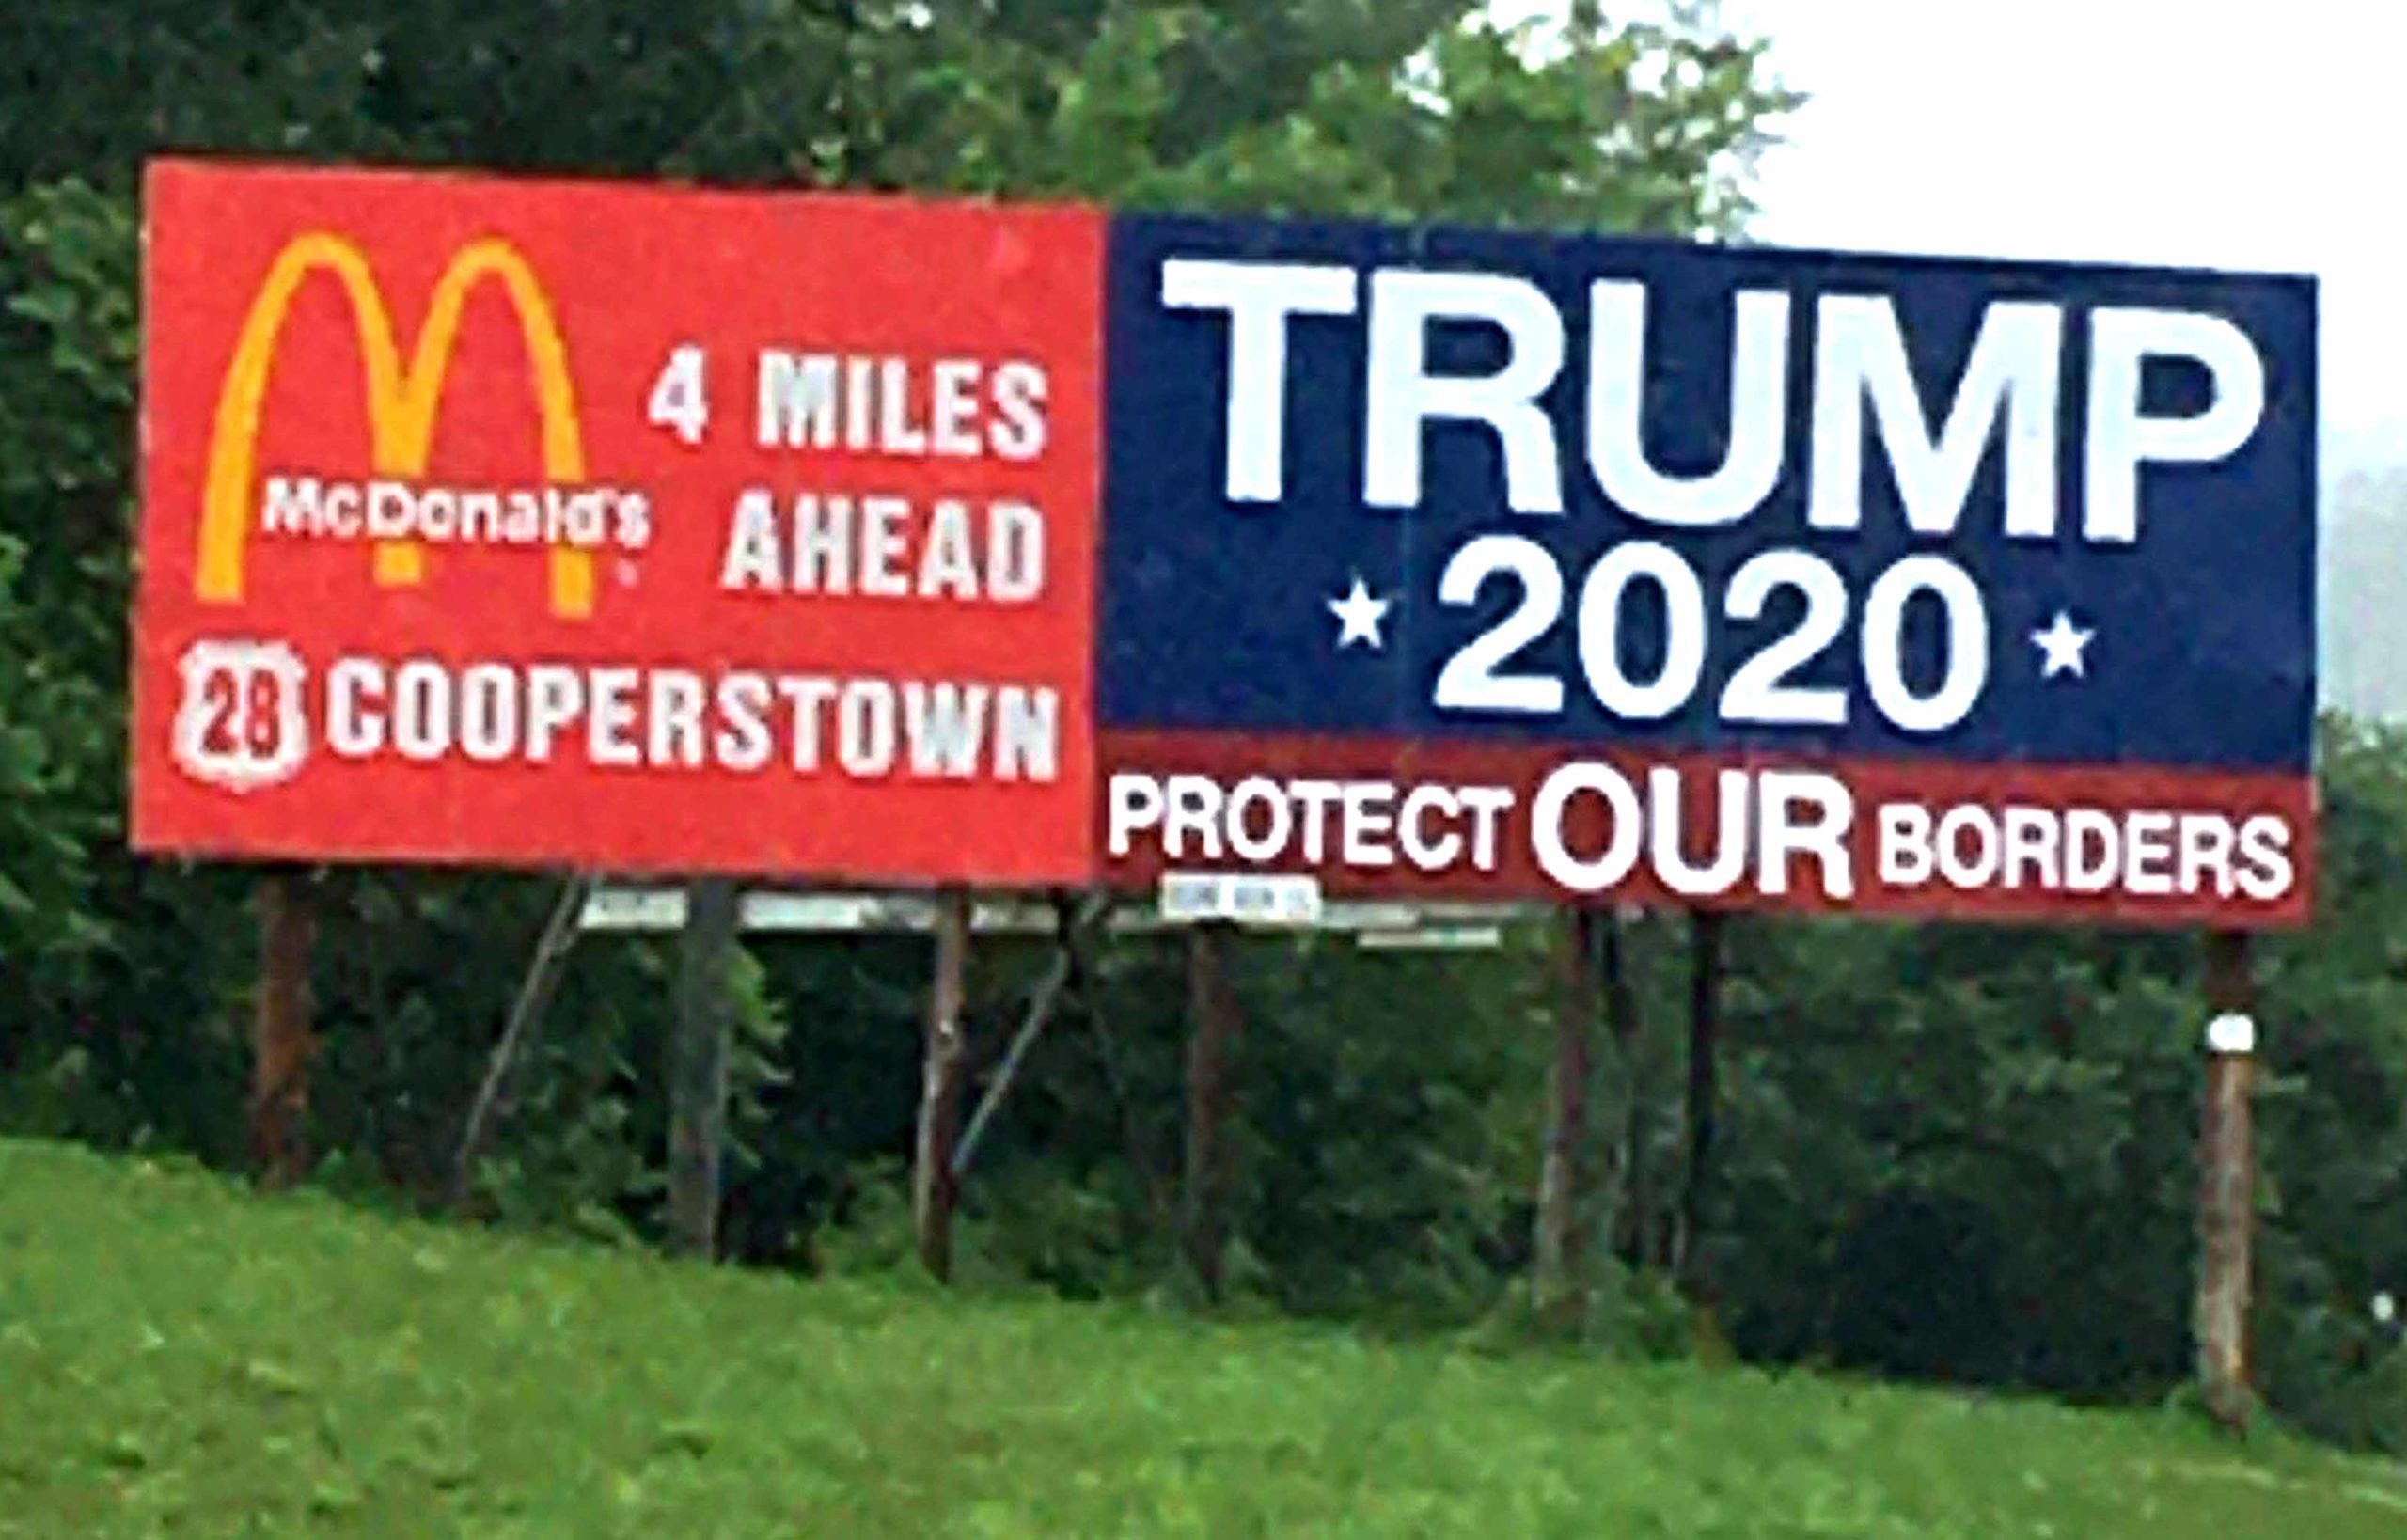 McDonald's
4 MILES
AHEAD
28 COOPERSTOWN
TRUMP
2020
PROTECT OUR BORDERS